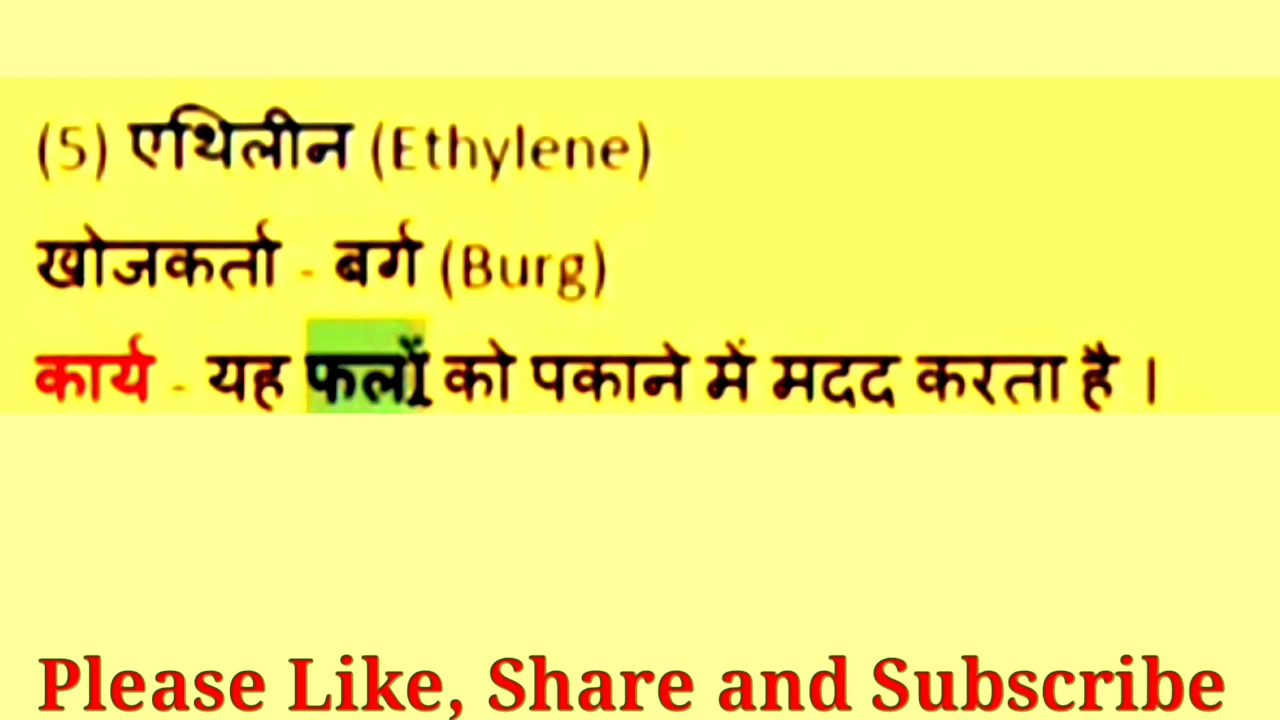 (5) एथिलीन (Ethylene)
खोजकर्ता - बर्ग (Burg)
कार्य - यह फलों को पकाने में मदद करता है ।
Please Like, Share and Subscribe